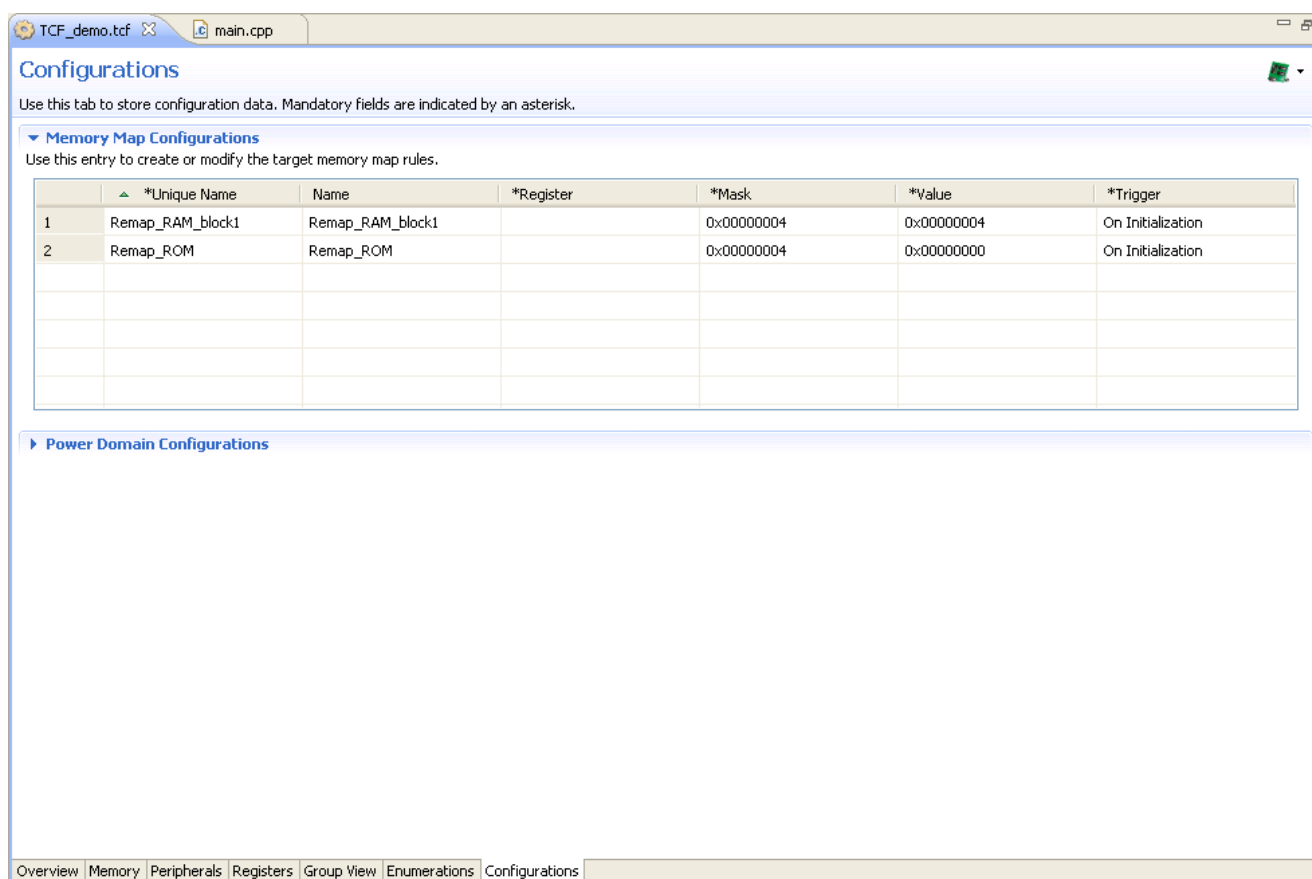 TCF_demo.tcf .c main.cpp
Configurations
Use this tab to store configuration data. Mandatory fields are indicated by an asterisk.
Memory Map Configurations
Use this entry to create or modify the target memory map rules.
*Unique Name Name *Register *Mask *Value *Trigger
1 Remap_RAM_block1 Remap_RAM_block1 0x00000004 0x00000004 On Initialization
2 Remap_ROM Remap_ROM 0x00000004 0x00000000 On Initialization
Power Domain Configurations
Overview Memory Peripherals Registers Group View Enumerations Configurations